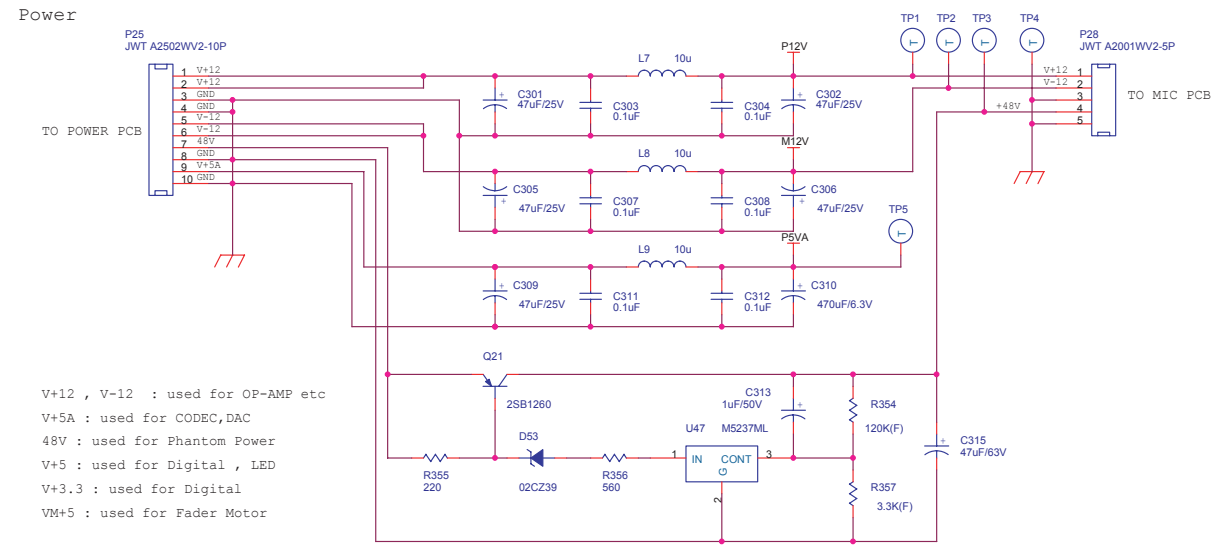 Power
P25
JWT A2502WV2-10P
TP1
TP2
TP3
TP4
P28
JWT A2001WV2-5P
P12V
L7 10u
1 V+12
2 V+12
3 GND
4 GND
5 V-12
6 V-12
7 48V
8 GND
9 V+5A
10 GND
TO POWER PCB
C301
47uF/25V
C303
0.1uF
C304
0.1uF
C302
47uF/25V
T
T
T
T
V+12 1
V-12 2
3
+48V 4
5
TO MIC PCB
M12V
L8 10u
C305
47uF/25V
C307
0.1uF
C308
0.1uF
C306
47uF/25V
TP5
T
P5VA
L9 10u
C309
47uF/25V
C311
0.1uF
C312
0.1uF
C310
470uF/6.3V
Q21
2SB1260
V+12 , V-12 : used for OP-AMP etc
V+5A : used for CODEC,DAC
48V : used for Phantom Power
V+5 : used for Digital , LED
V+3.3 : used for Digital
VM+5 : used for Fader Motor
C313
1uF/50V
R354
120K(F)
D53
02CZ39
U47 M5237ML
1 IN CONT 3
G
2
R355
220
R356
560
R357
3.3K(F)
C315
47uF/63V